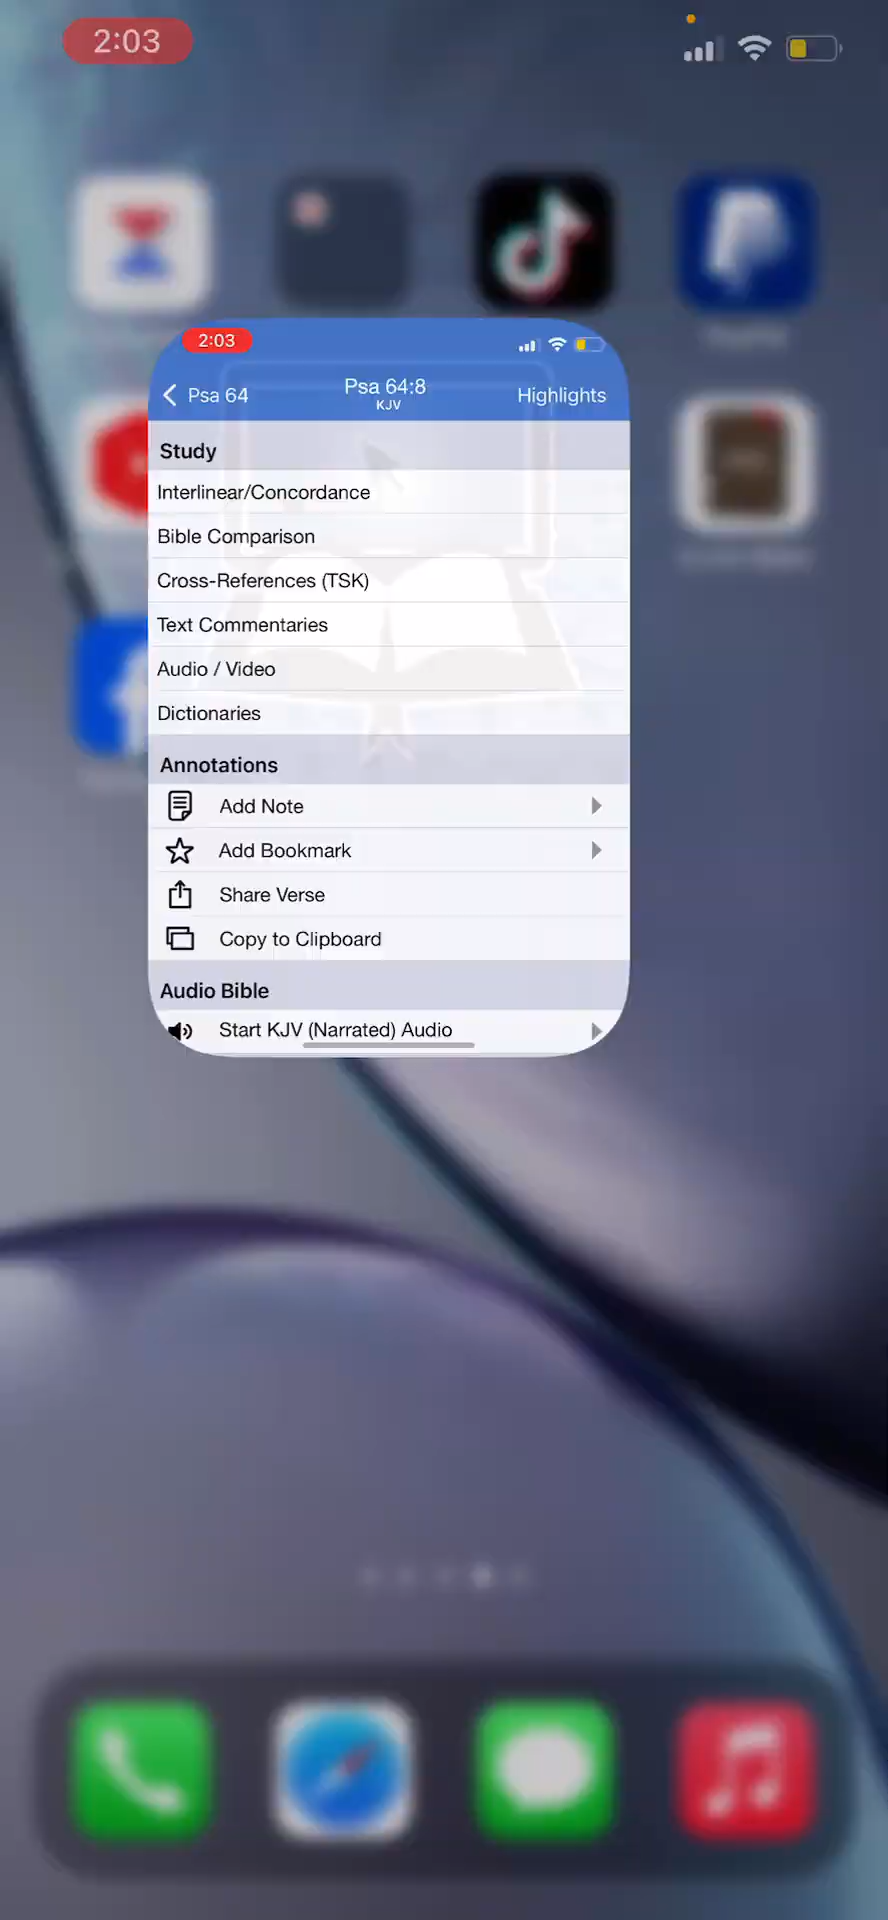 2:03
2:03
Psa 64
Psa 64:8
KJV
Highlights
Study
Interlinear/Concordance
Bible Comparison
Cross-References (TSK)
Text Commentaries
Audio / Video
Dictionaries
Annotations
Add Note
Add Bookmark
Share Verse
Copy to Clipboard
Audio Bible
Start KJV (Narrated) Audio